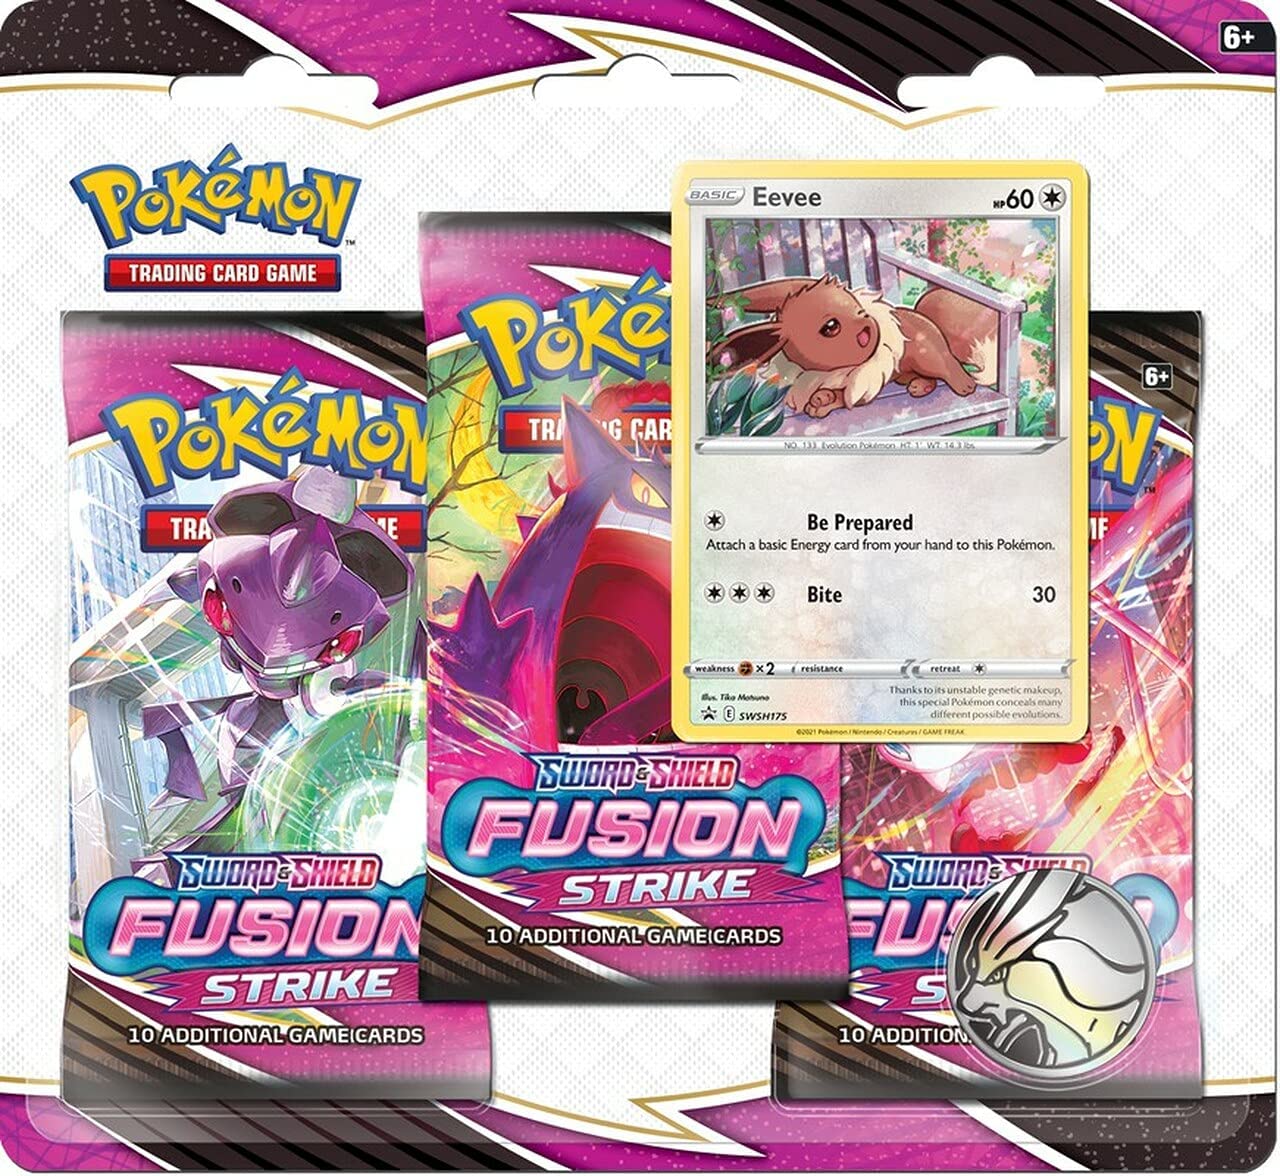 6+
POKéMON™
TRADING CARD GAME
BASIC Eevee HP60
NO. 133 Evolution Pokémon HT: 1' WT: 14.3 lbs.
Be Prepared
Attach a basic Energy card from your hand to this Pokémon.
Bite 30
weakness ×2 resistance retreat
Illus. Tika Matsuno
E SWSH175
Thanks to its unstable genetic makeup,
this special Pokémon conceals many
different possible evolutions.
©2021 Pokémon / Nintendo / Creatures / GAME FREAK
POKéMON
SWORD & SHIELD
FUSION
STRIKE
10 ADDITIONAL GAME CARDS
POKé
SWORD & SHIELD
FUSION
STRIKE
10 ADDITIONAL GAME CARDS
6+
SWORD & SHIELD
10